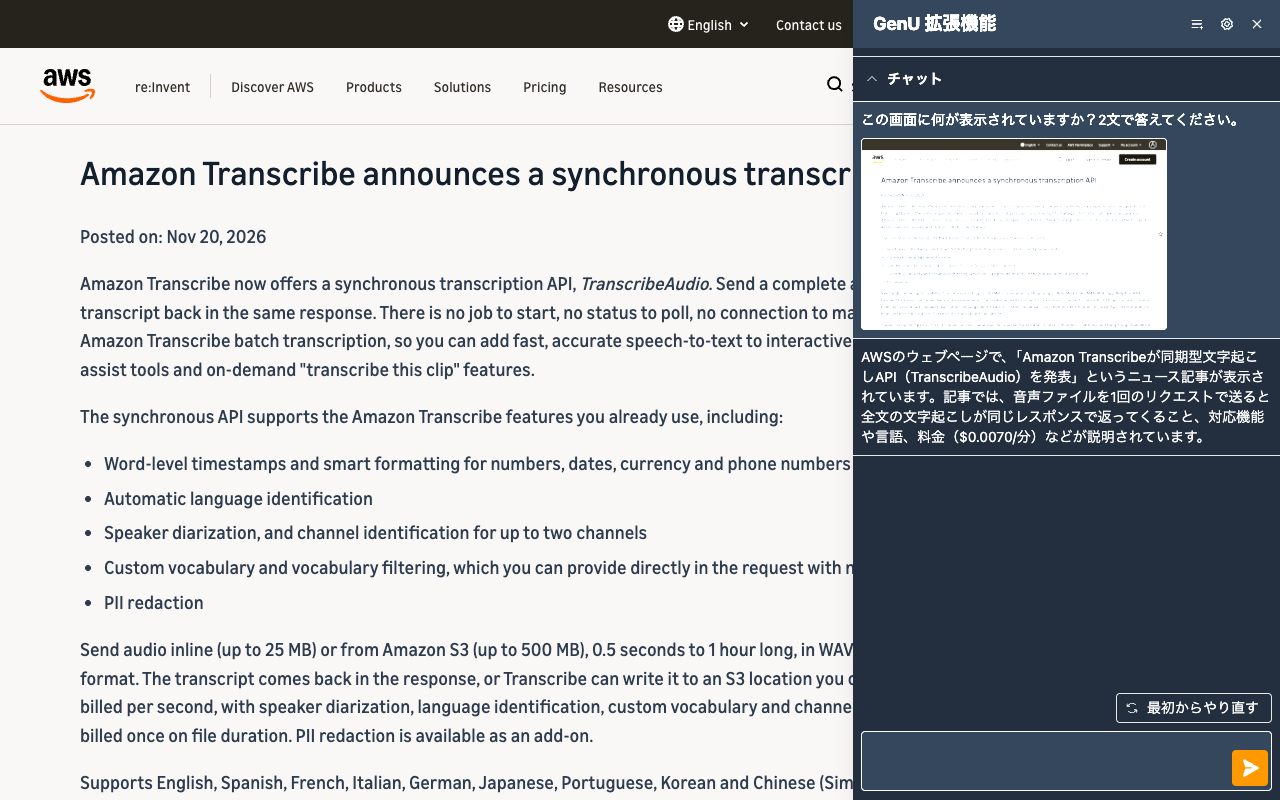 English
Contact us
aws
re:Invent
Discover AWS
Products
Solutions
Pricing
Resources
Amazon Transcribe announces a synchronous transcr
Posted on: Nov 20, 2026
Amazon Transcribe now offers a synchronous transcription API, TranscribeAudio. Send a complete a
transcript back in the same response. There is no job to start, no status to poll, no connection to ma
Amazon Transcribe batch transcription, so you can add fast, accurate speech-to-text to interactive
assist tools and on-demand "transcribe this clip" features.
The synchronous API supports the Amazon Transcribe features you already use, including:
• Word-level timestamps and smart formatting for numbers, dates, currency and phone numbers
• Automatic language identification
• Speaker diarization, and channel identification for up to two channels
• Custom vocabulary and vocabulary filtering, which you can provide directly in the request with n
• PII redaction
Send audio inline (up to 25 MB) or from Amazon S3 (up to 500 MB), 0.5 seconds to 1 hour long, in WAV
format. The transcript comes back in the response, or Transcribe can write it to an S3 location you c
billed per second, with speaker diarization, language identification, custom vocabulary and channe
billed once on file duration. PII redaction is available as an add-on.
Supports English, Spanish, French, Italian, German, Japanese, Portuguese, Korean and Chinese (Sim
GenU 拡張機能
チャット
この画面に何が表示されていますか？2文で答えてください。
English
Contact us
AWS Marketplace
Support
My account
aws
Create account
Amazon Transcribe announces a synchronous transcription API
AWSのウェブページで、「Amazon Transcribeが同期型文字起こ
しAPI（TranscribeAudio）を発表」というニュース記事が表示さ
れています。記事では、音声ファイルを1回のリクエストで送ると
全文の文字起こしが同じレスポンスで返ってくること、対応機能
や言語、料金（$0.0070/分）などが説明されています。
最初からやり直す